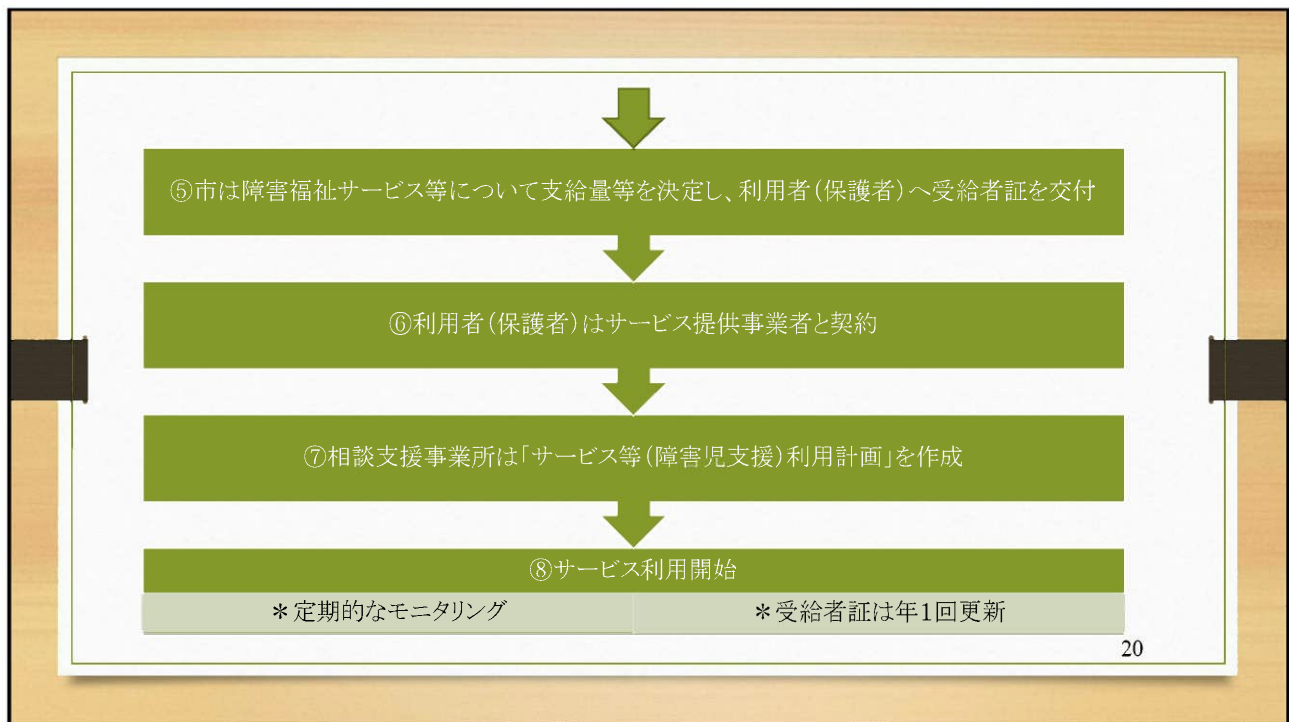 ⑤市は障害福祉サービス等について支給量等を決定し、利用者(保護者)へ受給者証を交付
⑥利用者(保護者)はサービス提供事業者と契約
⑦相談支援事業所は「サービス等(障害児支援)利用計画」を作成
⑧サービス利用開始
＊定期的なモニタリング
＊受給者証は年1回更新
20